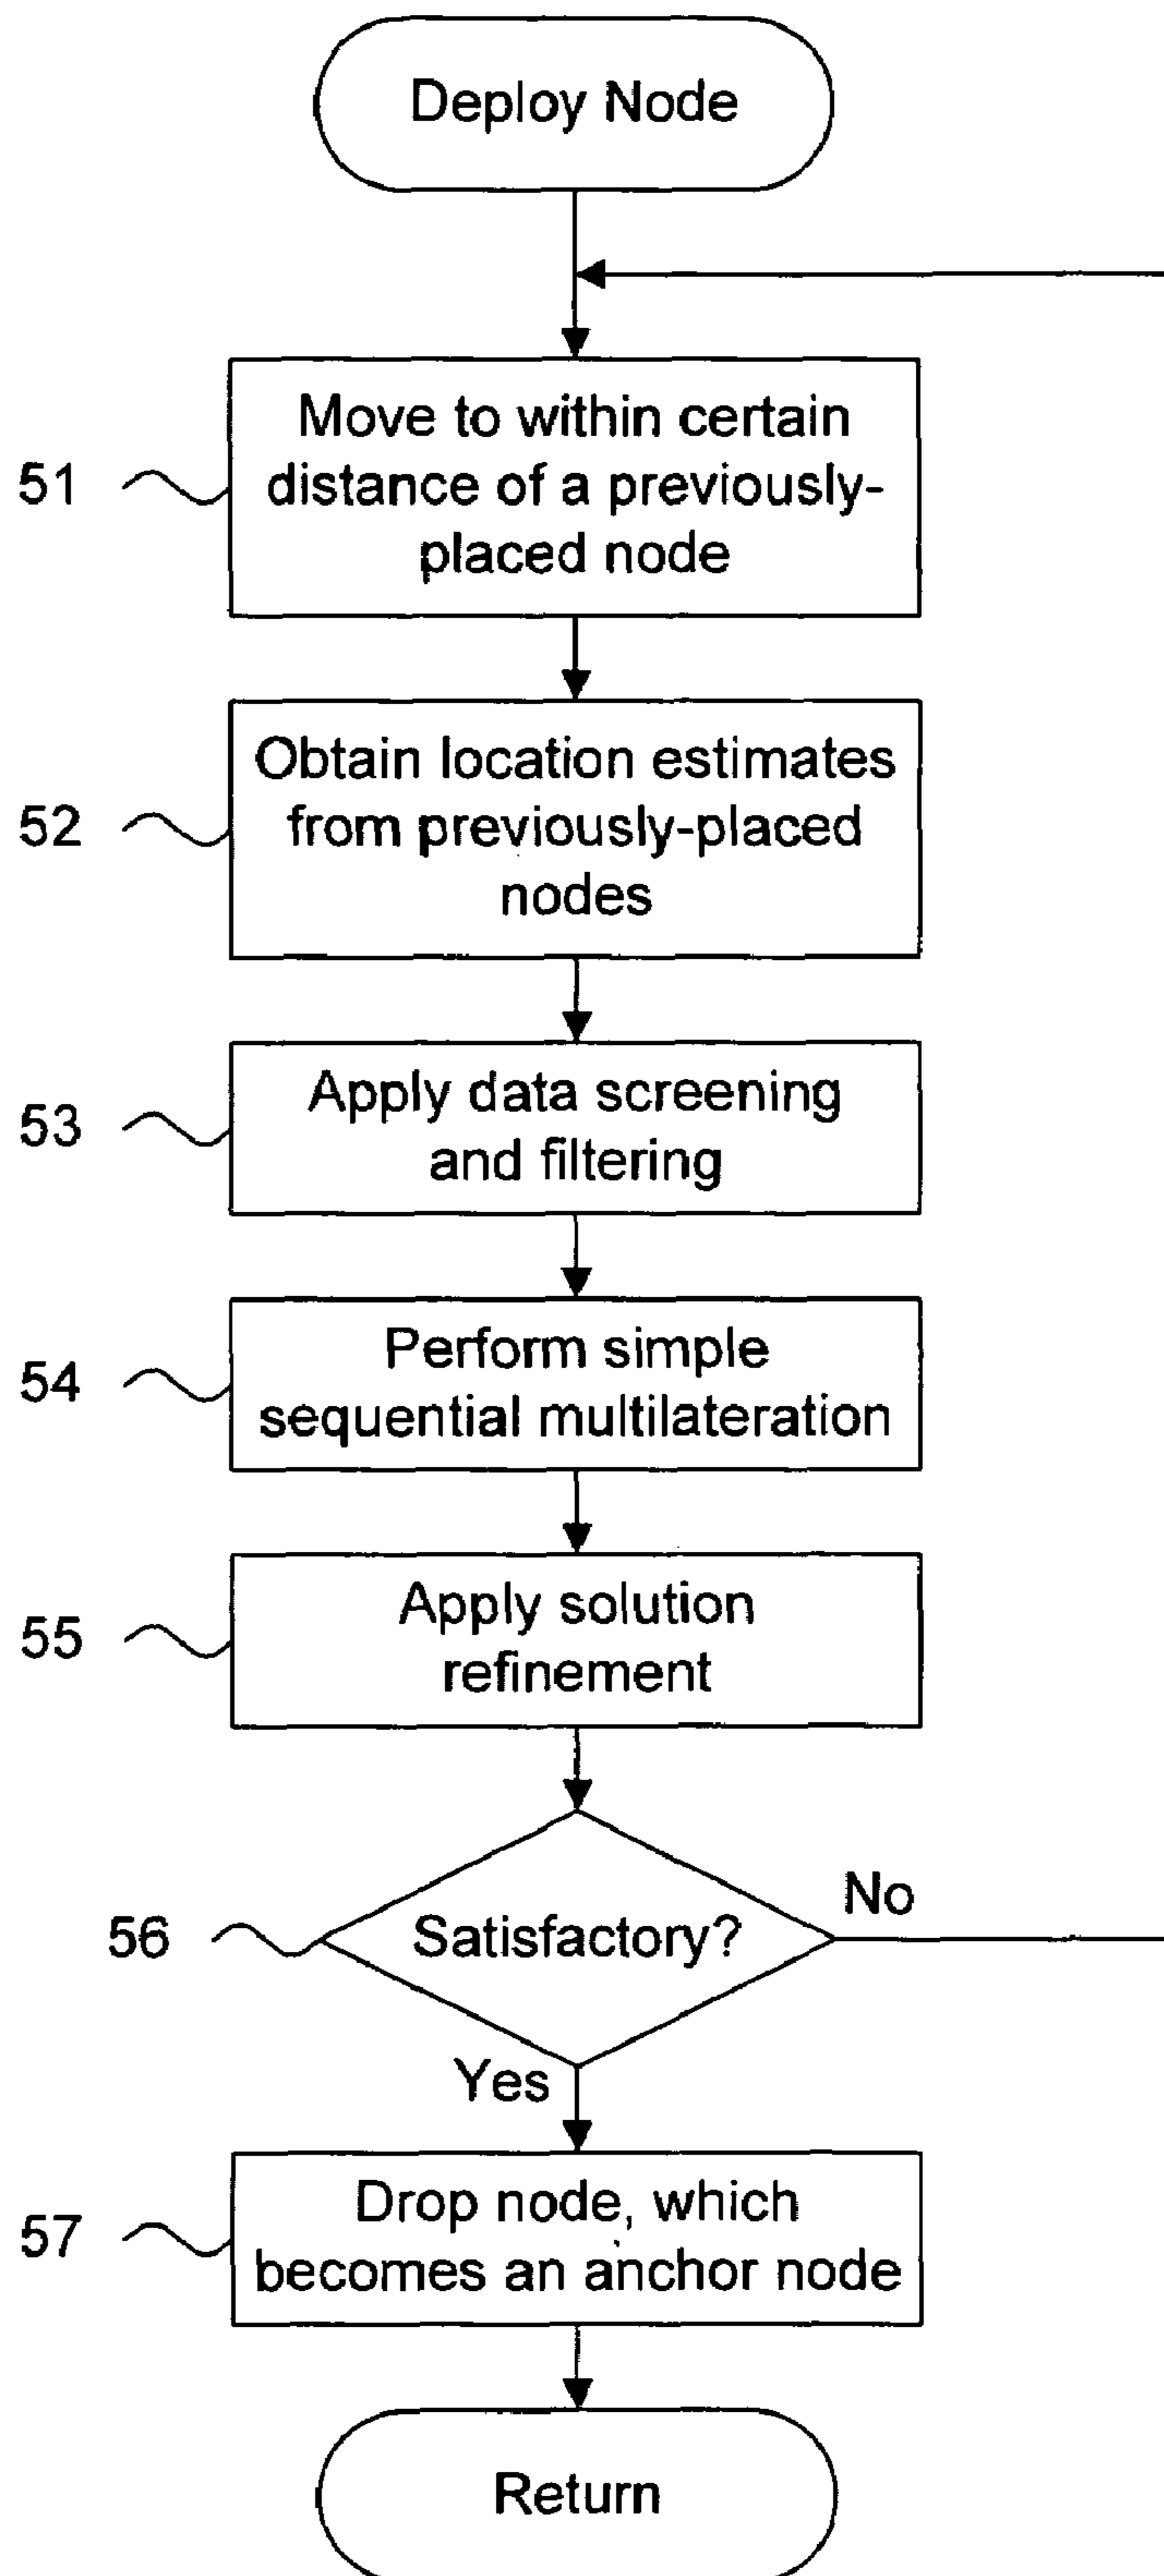 Deploy Node
51
Move to within certain
distance of a previously-
placed node
52
Obtain location estimates
from previously-placed
nodes
53
Apply data screening
and filtering
54
Perform simple
sequential multilateration
55
Apply solution
refinement
56
Satisfactory?
No
Yes
57
Drop node, which
becomes an anchor node
Return